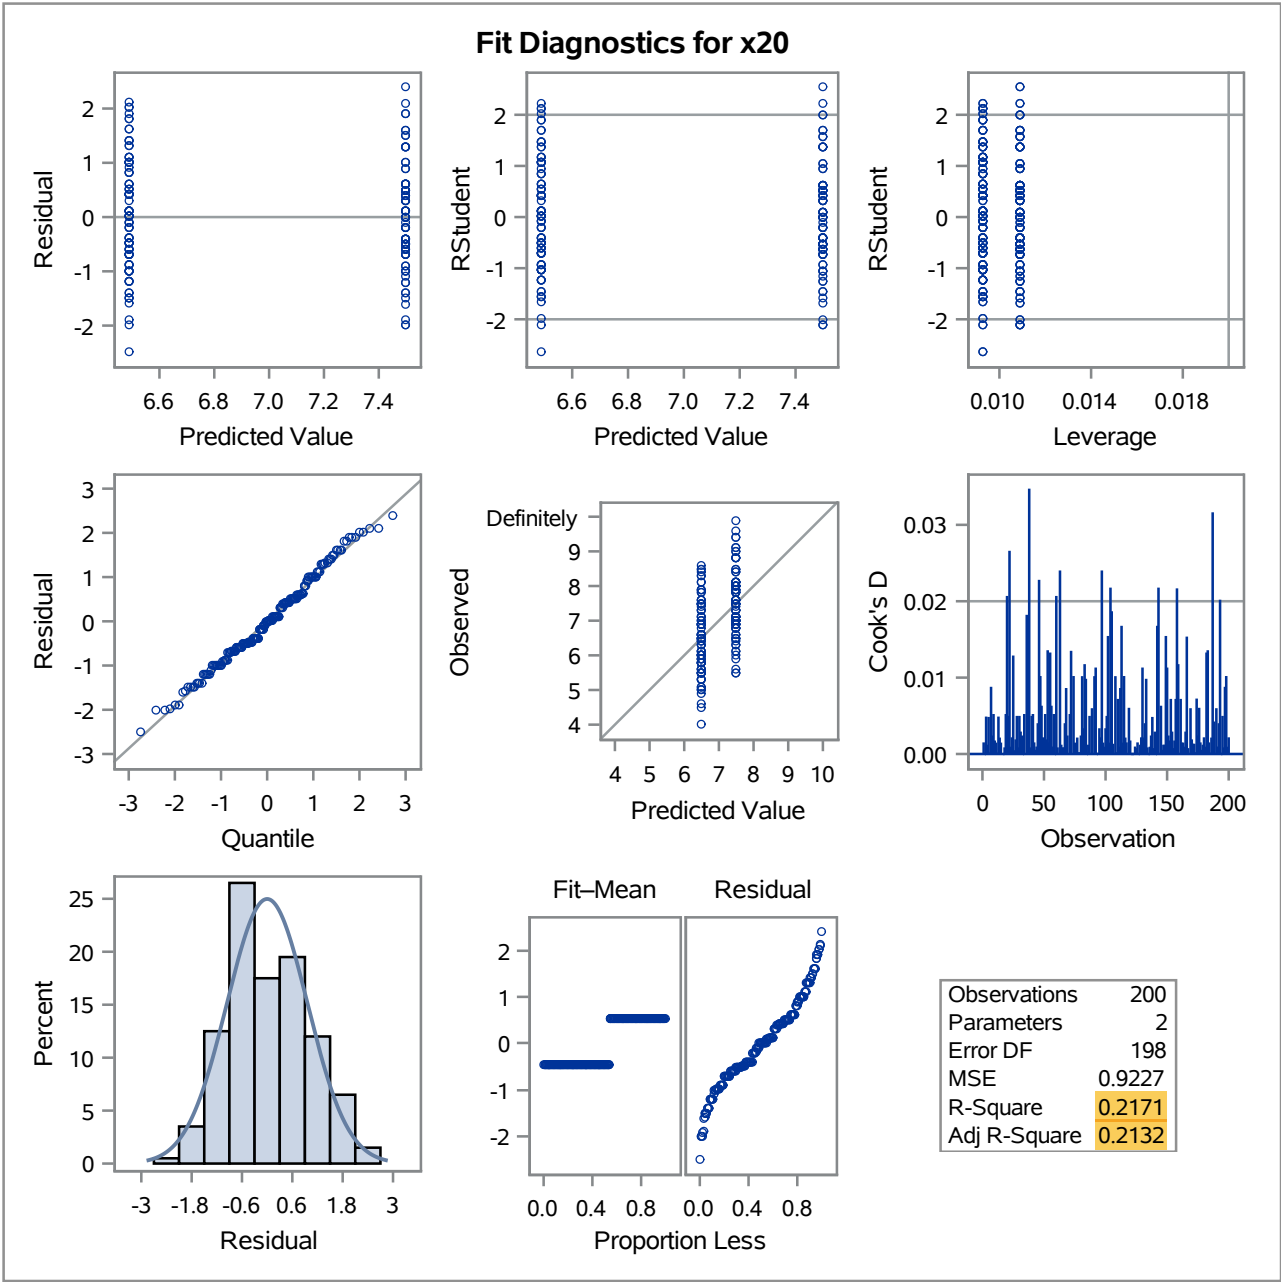 Fit Diagnostics for x20
2
1
0
-1
-2
Residual
6.6 6.8 7.0 7.2 7.4
Predicted Value
2
1
0
-1
-2
RStudent
6.6 6.8 7.0 7.2 7.4
Predicted Value
2
1
0
-1
-2
RStudent
0.010 0.014 0.018
Leverage
3
2
1
0
-1
-2
-3
Residual
-3 -2 -1 0 1 2 3
Quantile
Definitely
9
8
7
6
5
4
Observed
4 5 6 7 8 9 10
Predicted Value
0.03
0.02
0.01
0.00
Cook's D
0 50 100 150 200
Observation
25
20
15
10
5
0
Percent
-3 -1.8 -0.6 0.6 1.8 3
Residual
Fit–Mean Residual
2
1
0
-1
-2
0.0 0.4 0.8 0.0 0.4 0.8
Proportion Less
Observations 200
Parameters 2
Error DF 198
MSE 0.9227
R-Square 0.2171
Adj R-Square 0.2132